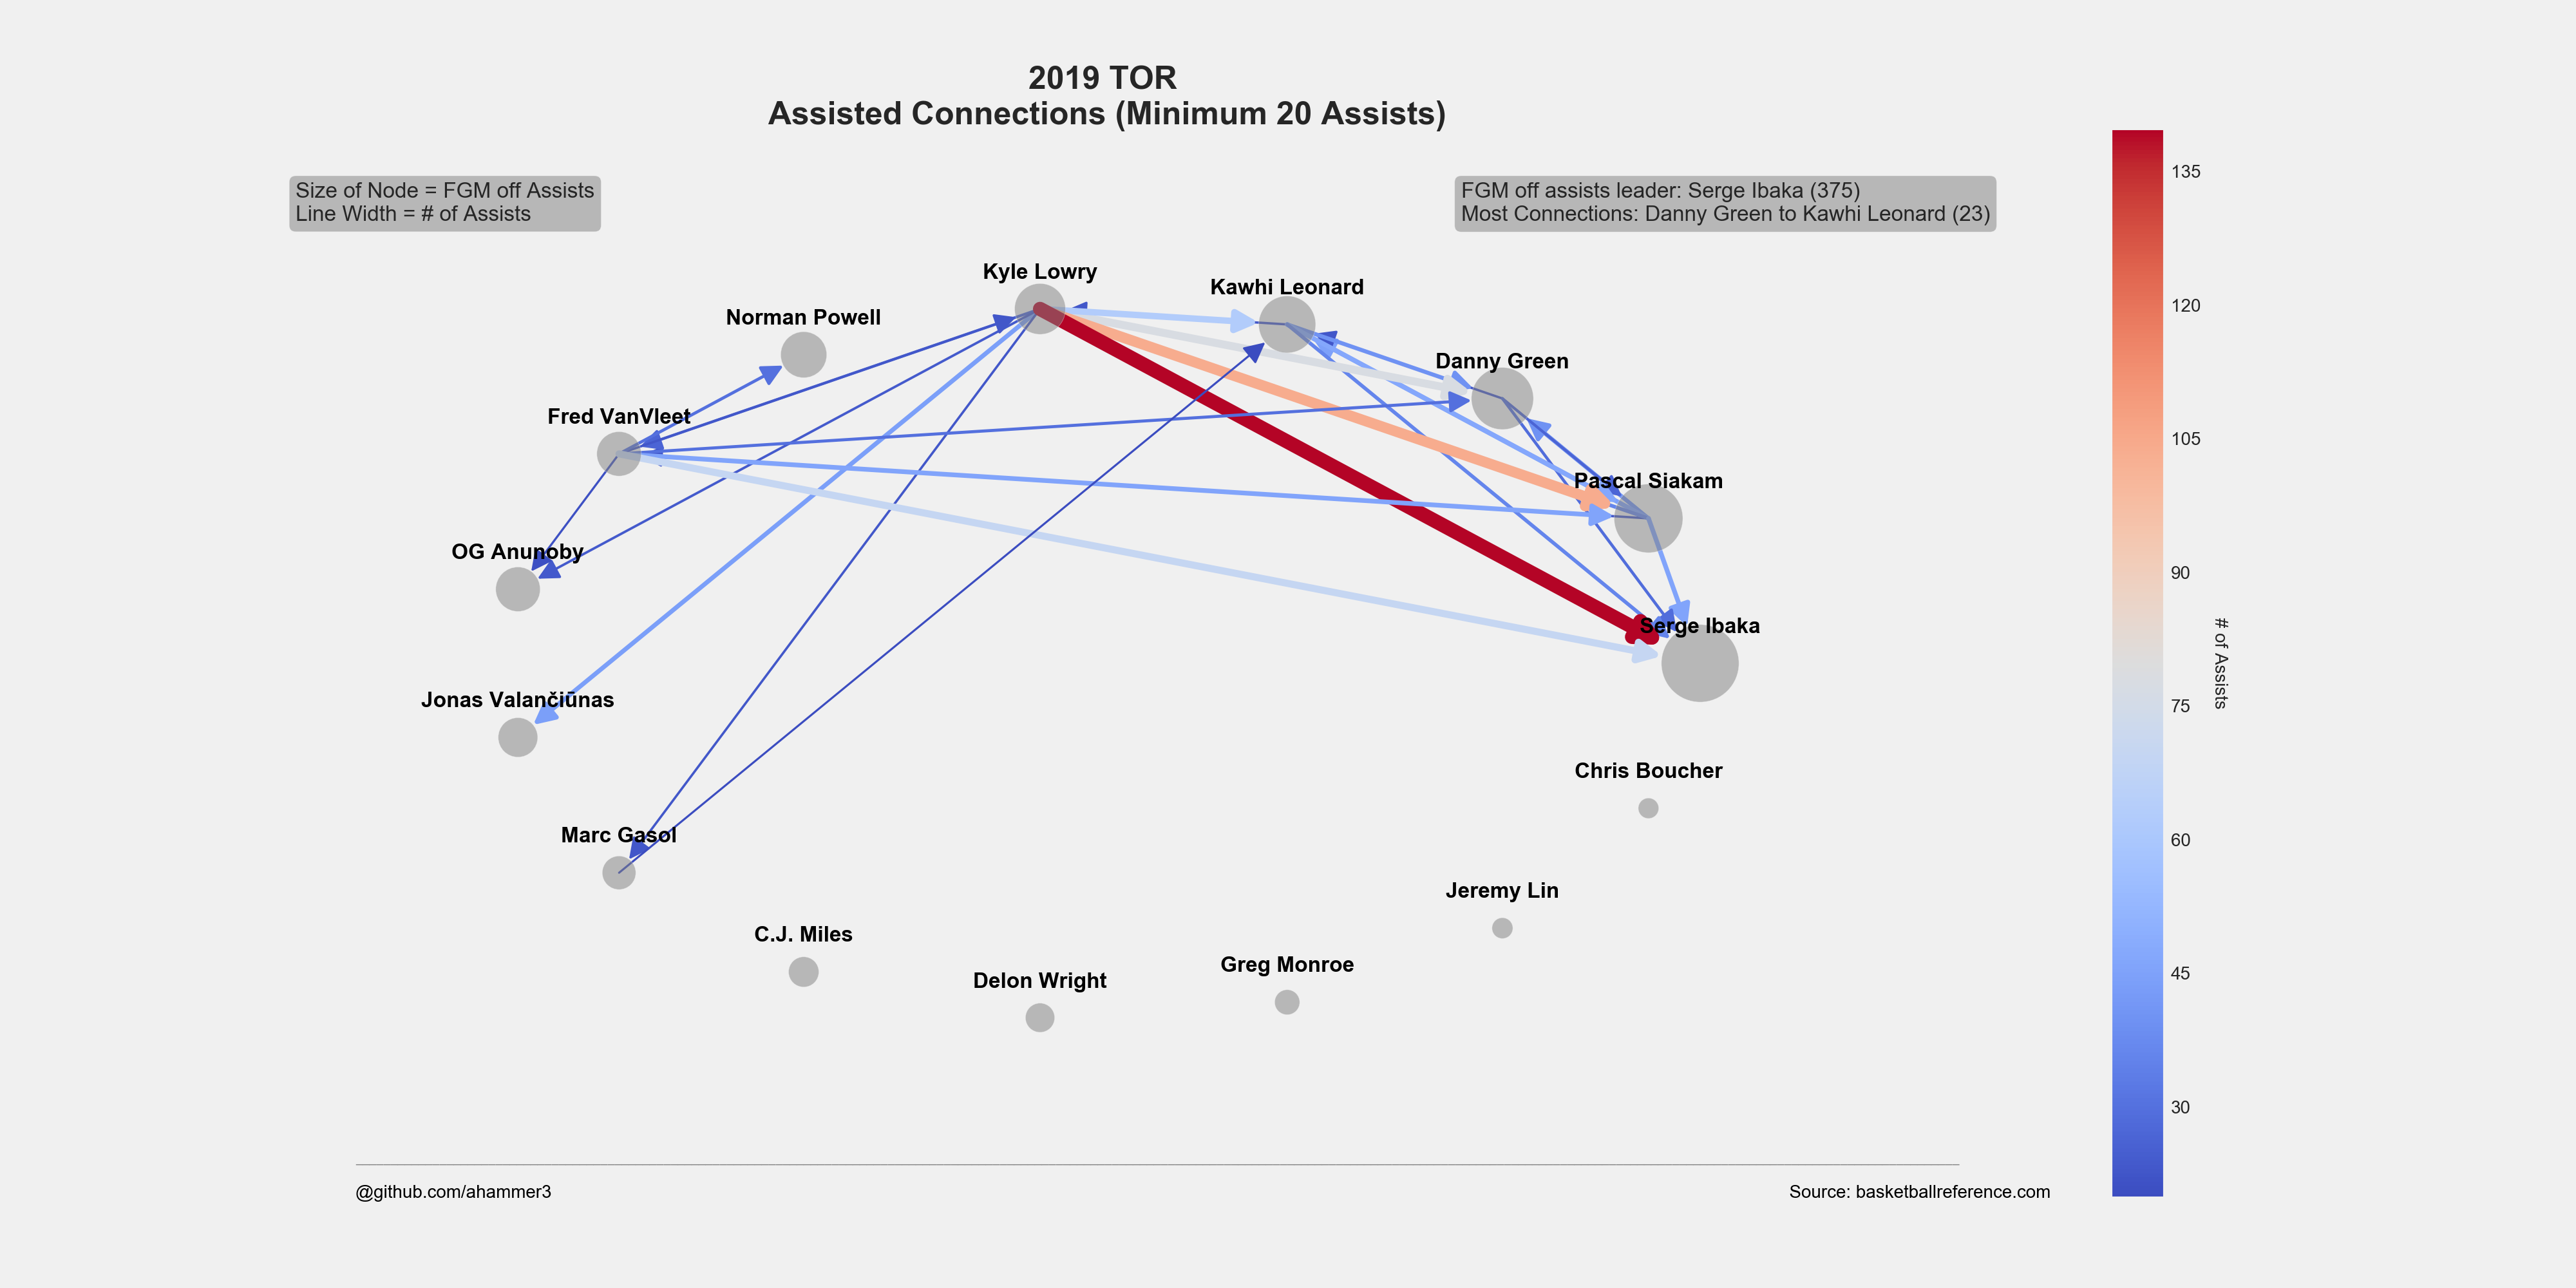 2019 TOR
Assisted Connections (Minimum 20 Assists)
Size of Node = FGM off Assists
Line Width = # of Assists
FGM off assists leader: Serge Ibaka (375)
Most Connections: Danny Green to Kawhi Leonard (23)
Kyle Lowry
Kawhi Leonard
Norman Powell
Danny Green
Fred VanVleet
Pascal Siakam
OG Anunoby
Serge Ibaka
Jonas Valančiūnas
Chris Boucher
Marc Gasol
Jeremy Lin
C.J. Miles
Greg Monroe
Delon Wright
135
120
105
90
75
60
45
30
# of Assists
@github.com/ahammer3
Source: basketballreference.com